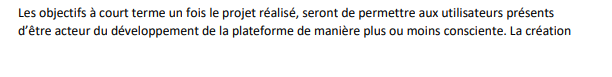 Les objectifs à court terme un fois le projet réalisé, seront de permettre aux utilisateurs présents
d’être acteur du développement de la plateforme de manière plus ou moins consciente. La création